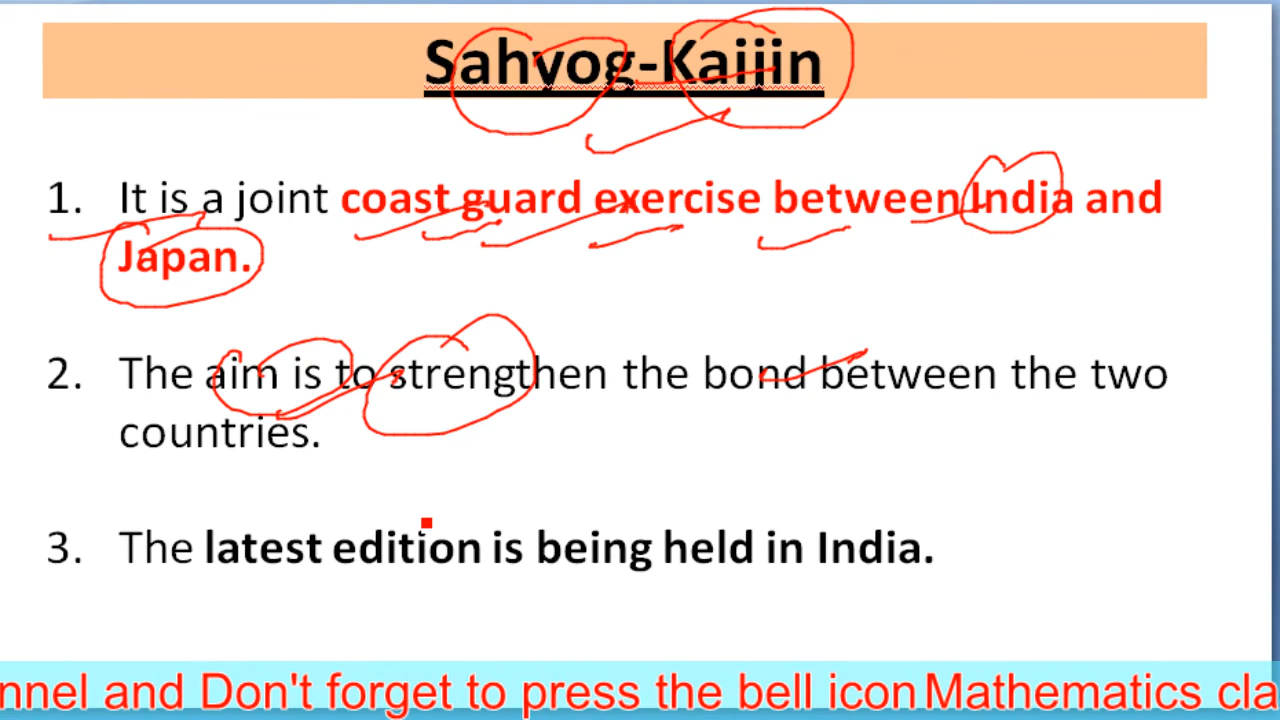 Sahyog-Kaijin
1. It is a joint coast guard exercise between India and
Japan.
2. The aim is to strengthen the bond between the two
countries.
3. The latest edition is being held in India.
nnel and Don't forget to press the bell icon Mathematics cla